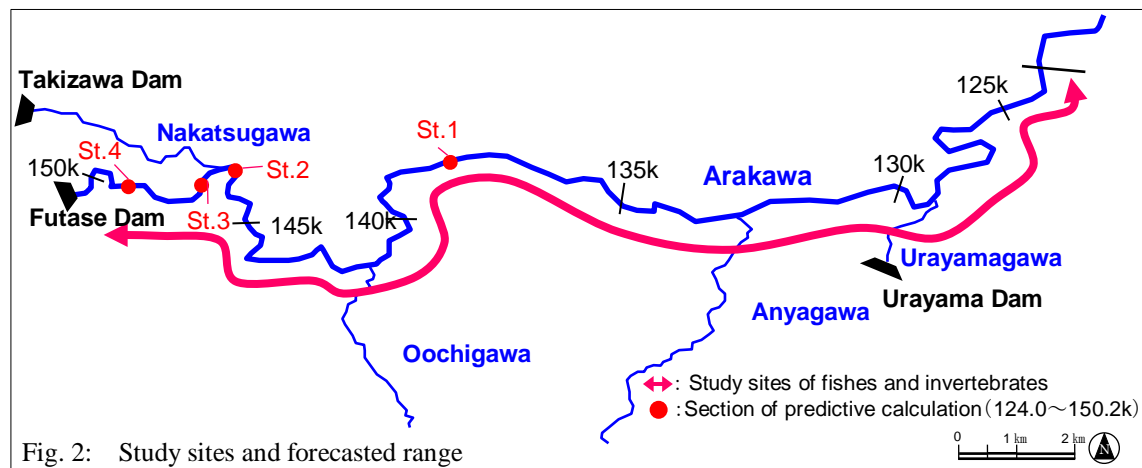 Takizawa Dam
Nakatsugawa
St.4
150k
Futase Dam
St.3
St.2
145k
140k
St.1
135k
Arakawa
130k
125k
Urayamagawa
Urayama Dam
Anyagawa
Oochigawa
: Study sites of fishes and invertebrates
: Section of predictive calculation (124.0～150.2k)
0 1 km 2 km N
Fig. 2: Study sites and forecasted range